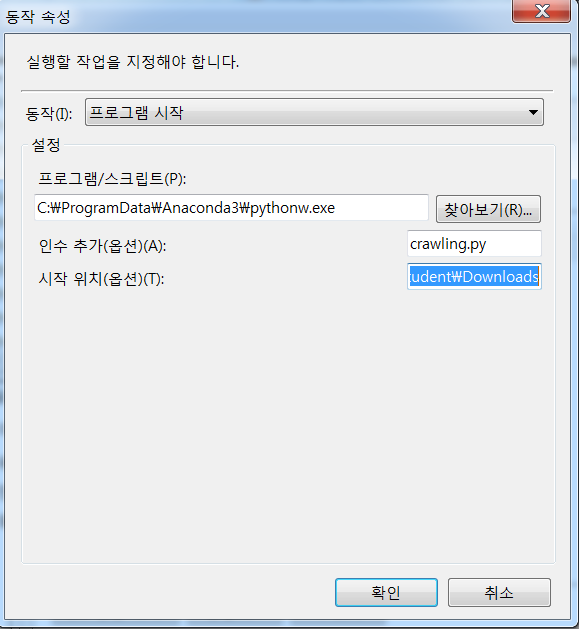 동작 속성
실행할 작업을 지정해야 합니다.
동작(I): 프로그램 시작
설정
프로그램/스크립트(P):
C:₩ProgramData₩Anaconda3₩pythonw.exe 찾아보기(R)...
인수 추가(옵션)(A): crawling.py
시작 위치(옵션)(T): udent₩Downloads
확인 취소